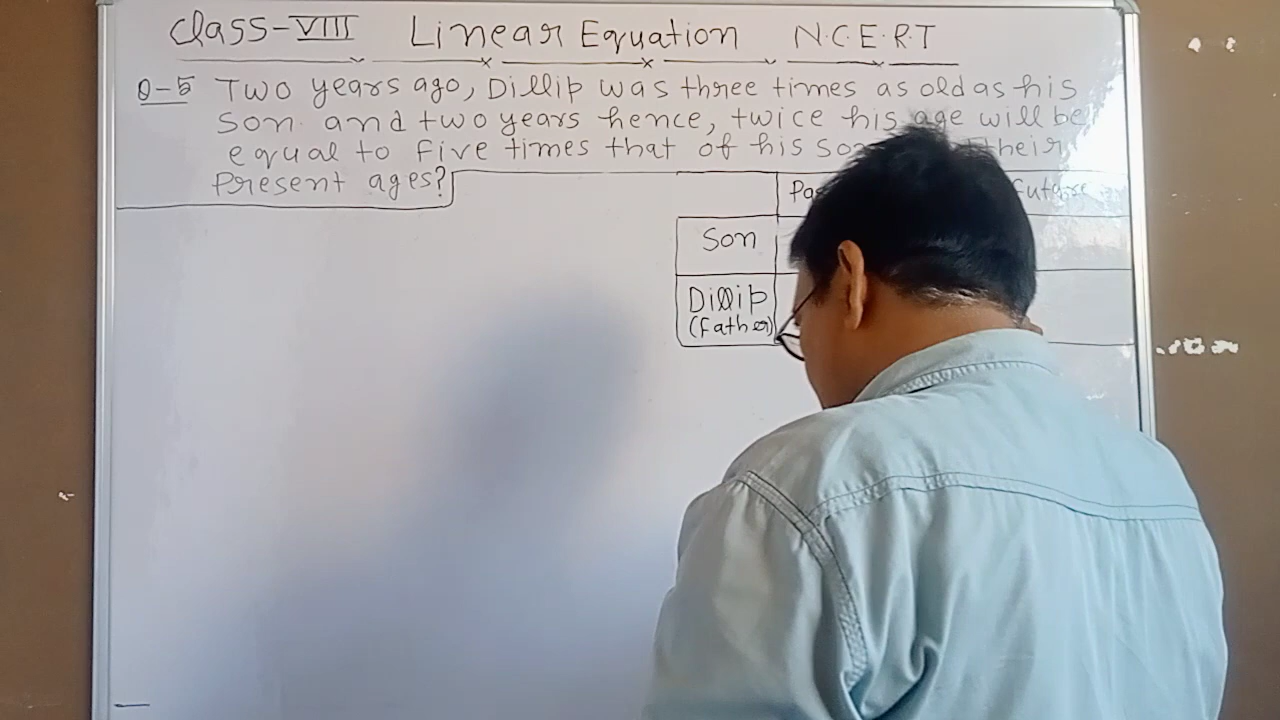 Class-VIII Linear Equation N.C.E.R.T
Q-5 Two years ago, Dillip was three times as old as his
son and two years hence, twice his age will be
equal to five times that of his son their
Present ages?
Son
Dillip
(Father)